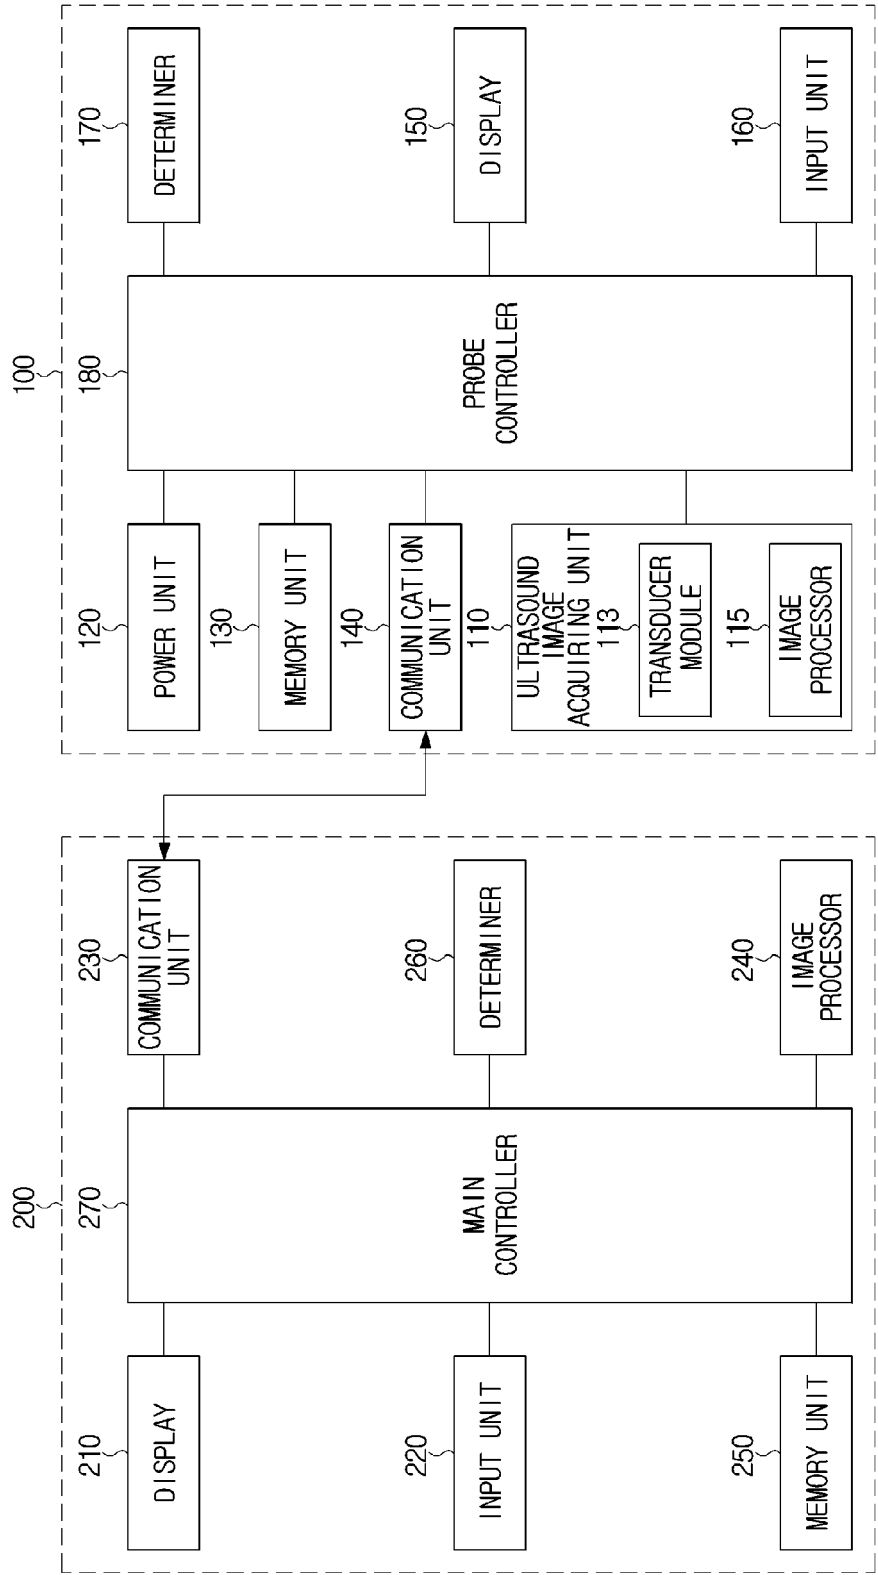 200
210
DISPLAY
220
INPUT UNIT
250
MEMORY UNIT
270
MAIN
CONTROLLER
230
COMMUNICATION
UNIT
260
DETERMINER
240
IMAGE
PROCESSOR
100
120
POWER UNIT
130
MEMORY UNIT
140
COMMUNICATION
UNIT
110
ULTRASOUND
IMAGE
ACQUIRING UNIT
113
TRANSDUCER
MODULE
115
IMAGE
PROCESSOR
180
PROBE
CONTROLLER
170
DETERMINER
150
DISPLAY
160
INPUT UNIT